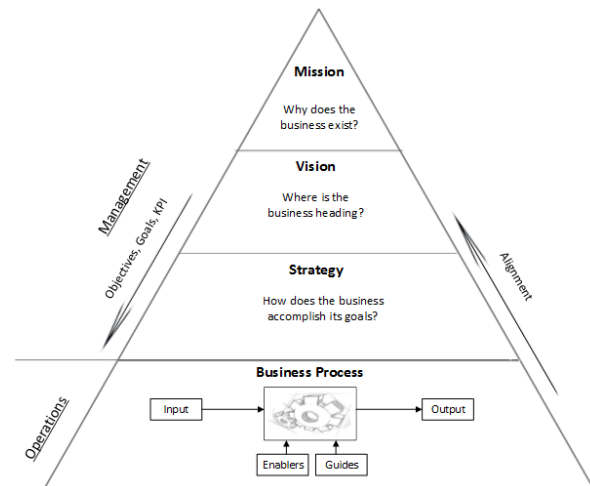 Mission
Why does the
business exist?
Vision
Where is the
business heading?
Management
Objectives, Goals, KPI
Alignment
Strategy
How does the business
accomplish its goals?
Business Process
Operations
Input
Output
Enablers
Guides